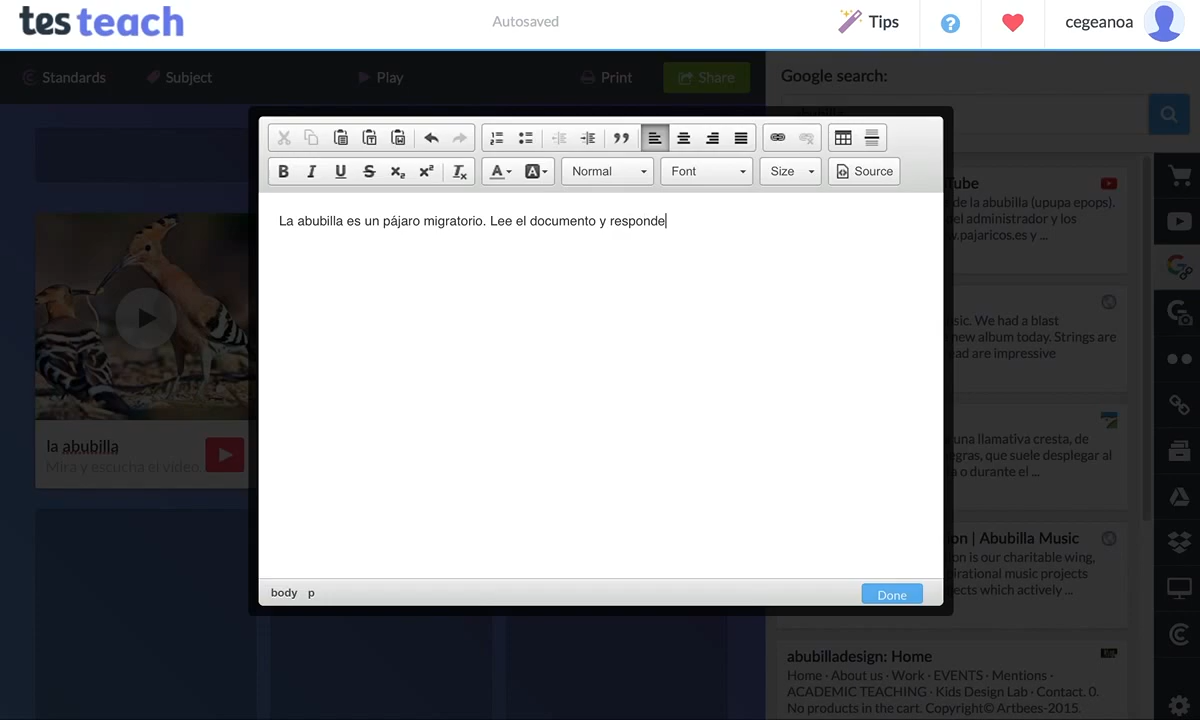 tes teach
Autosaved
Tips
?
cegeanoa
Standards
Subject
Play
Print
Share
Google search:
Normal
Font
Size
Source
La abubilla es un pájaro migratorio. Lee el documento y responde
body p
Done
la abubilla
Mira y escucha el video.
de la abubilla (upupa epops).
el administrador y los
w.pajaricos.es y ...
sic. We had a blast
new album today. Strings are
ad are impressive
una llamativa cresta, de
egras, que suele desplegar al
a o durante el ...
on | Abubilla Music
on is our charitable wing,
pirational music projects
ects which actively ...
abubilladesign: Home
Home · About us · Work · EVENTS · Mentions ·
ACADEMIC TEACHING · Kids Design Lab · Contact. 0.
No products in the cart. Copyright© Artbees-2015.